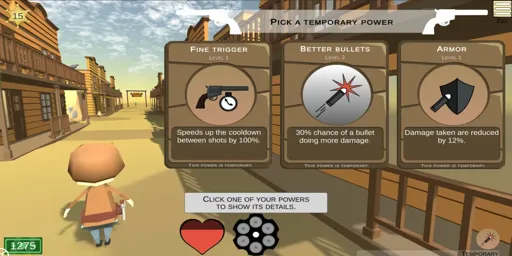 15
PICK A TEMPORARY POWER
FINE TRIGGER
LEVEL 1
Speeds up the cooldown
between shots by 100%.
THIS POWER IS TEMPORARY.
BETTER BULLETS
LEVEL 2
30% chance of a bullet
doing more damage.
THIS POWER IS TEMPORARY.
ARMOR
LEVEL 1
Damage taken are reduced
by 12%.
THIS POWER IS TEMPORARY.
CLICK ONE OF YOUR POWERS
TO SHOW ITS DETAILS.
1275
TEMPORARY